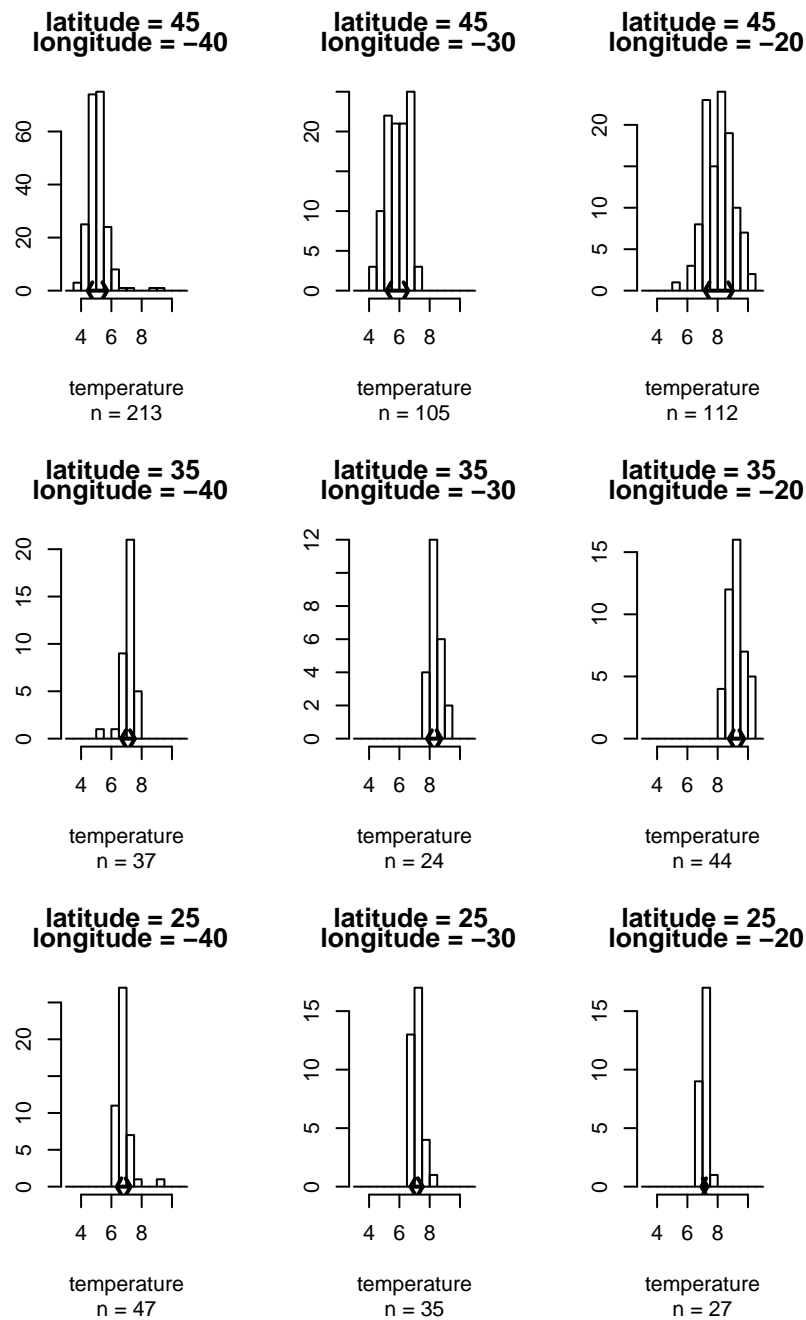 latitude = 45
longitude = −40
0 20 40 60
4 6 8
temperature
n = 213
latitude = 45
longitude = −30
0 5 10 20
4 6 8
temperature
n = 105
latitude = 45
longitude = −20
0 5 10 20
4 6 8
temperature
n = 112
latitude = 35
longitude = −40
0 5 10 15 20
4 6 8
temperature
n = 37
latitude = 35
longitude = −30
0 2 4 6 8 12
4 6 8
temperature
n = 24
latitude = 35
longitude = −20
0 5 10 15
4 6 8
temperature
n = 44
latitude = 25
longitude = −40
0 5 10 20
4 6 8
temperature
n = 47
latitude = 25
longitude = −30
0 5 10 15
4 6 8
temperature
n = 35
latitude = 25
longitude = −20
0 5 10 15
4 6 8
temperature
n = 27